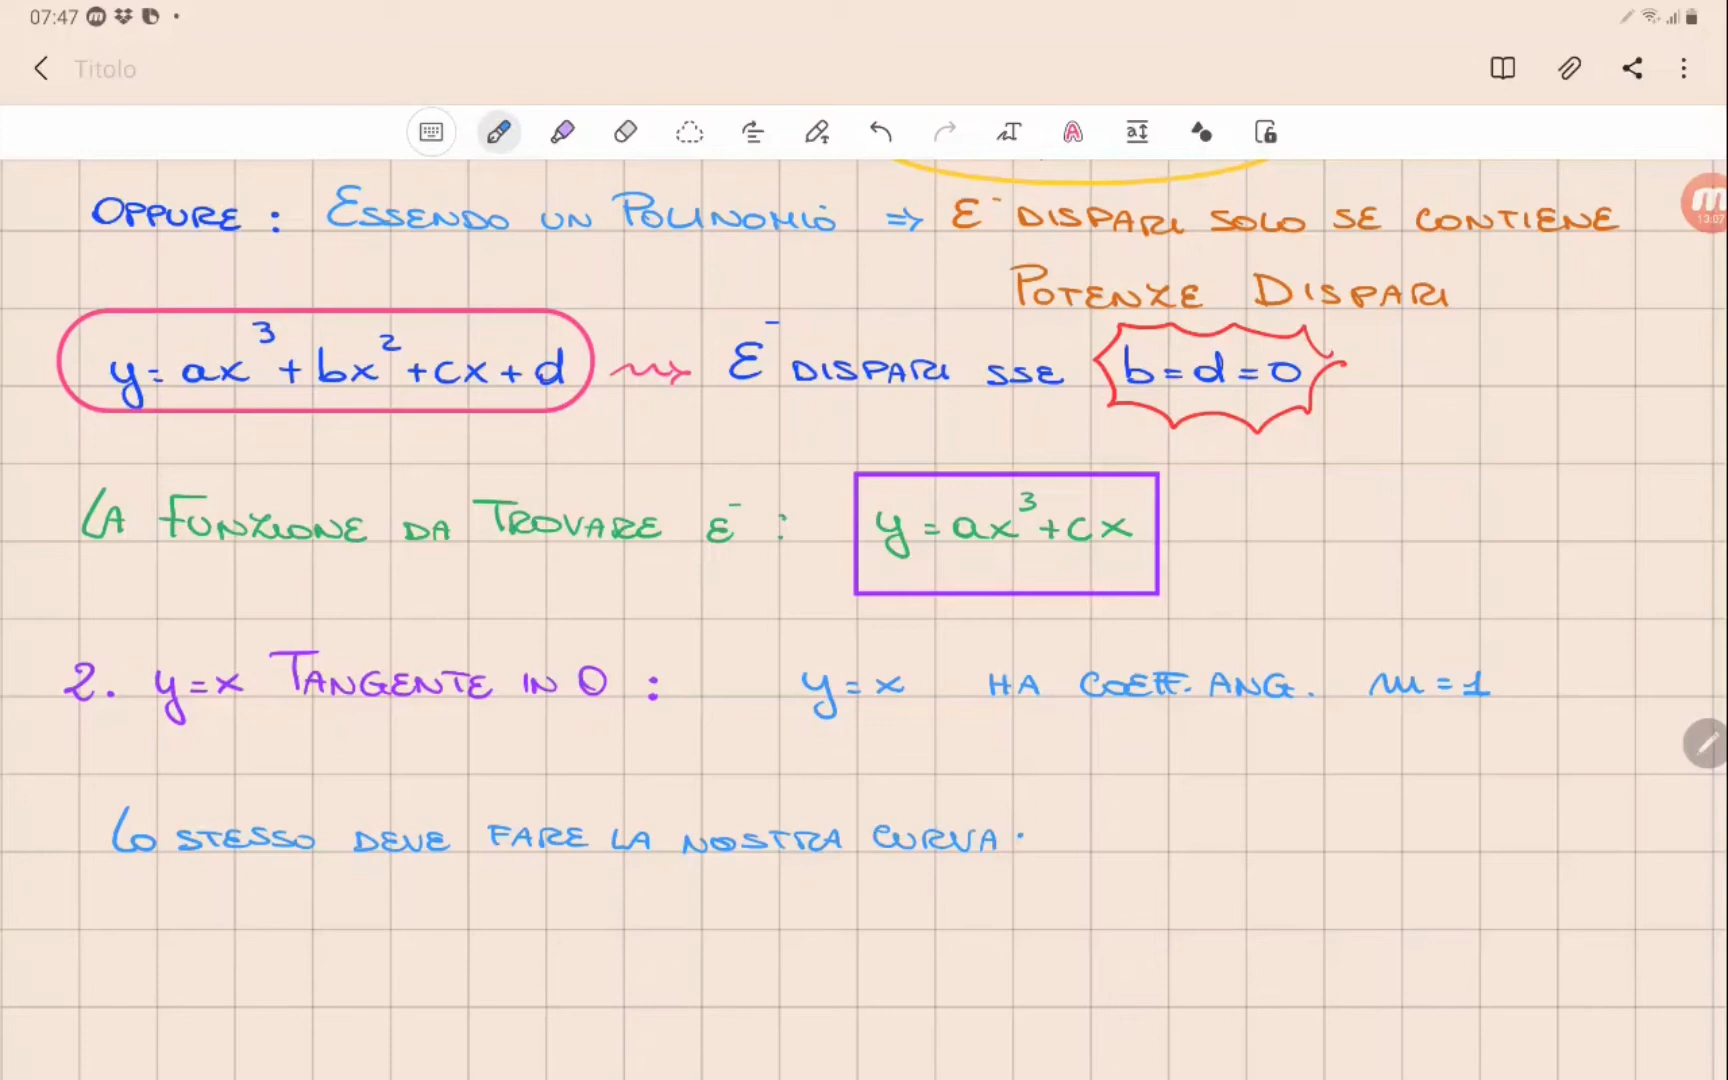 07:47
Titolo
OPPURE : ESSENDO UN POLINOMIO ⇒ E- DISPARI SOLO SE CONTIENE
POTENZE DISPARI
13:07
y = ax³ + bx² + cx + d ⇝ E- DISPARI SSE b = d = 0
LA FUNZIONE DA TROVARE E- : y = ax³ + cx
2. y = x TANGENTE IN O : y = x HA COEFF. ANG. m = 1
LO STESSO DEVE FARE LA NOSTRA CURVA.